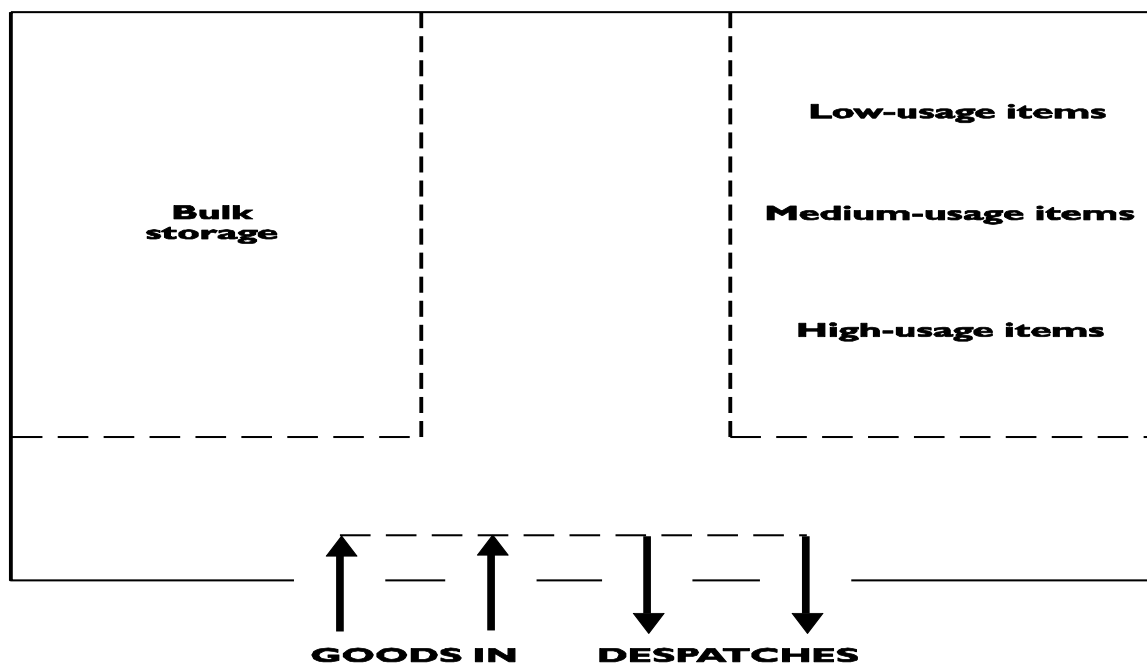 Low-usage items
Bulk
storage
Medium-usage items
High-usage items
GOODS IN
DESPATCHES